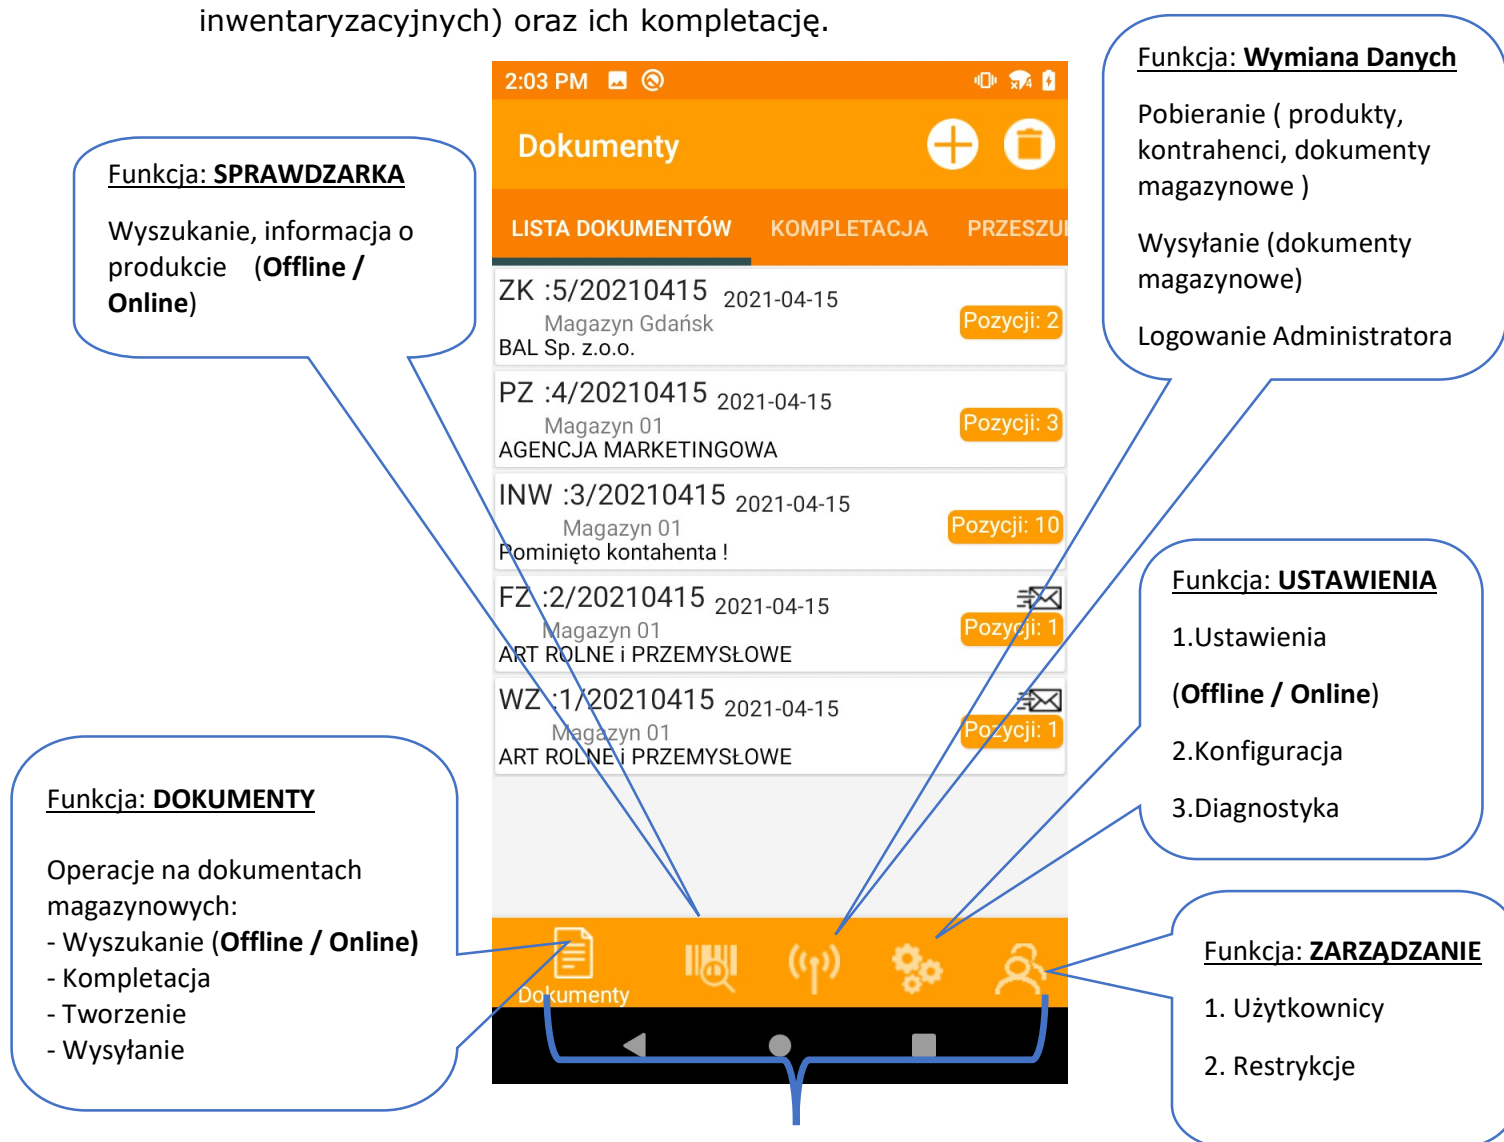 inwentaryzacyjnych) oraz ich kompletację.
Funkcja: Wymiana Danych
Pobieranie ( produkty,
kontrahenci, dokumenty
magazynowe )
Wysyłanie (dokumenty
magazynowe)
Logowanie Administratora
Funkcja: SPRAWDZARKA
Wyszukanie, informacja o
produkcie (Offline /
Online)
2:03 PM
x4
Dokumenty
LISTA DOKUMENTÓW KOMPLETACJA PRZESZU
ZK :5/20210415 2021-04-15
Magazyn Gdańsk
Pozycji: 2
BAL Sp. z.o.o.
PZ :4/20210415 2021-04-15
Magazyn 01
Pozycji: 3
AGENCJA MARKETINGOWA
INW :3/20210415 2021-04-15
Magazyn 01
Pozycji: 10
Pominięto kontahenta !
FZ :2/20210415 2021-04-15
Magazyn 01
Pozycji: 1
ART ROLNE i PRZEMYSŁOWE
WZ :1/20210415 2021-04-15
Magazyn 01
Pozycji: 1
ART ROLNE i PRZEMYSŁOWE
Dokumenty
Funkcja: USTAWIENIA
1.Ustawienia
(Offline / Online)
2.Konfiguracja
3.Diagnostyka
Funkcja: DOKUMENTY
Operacje na dokumentach
magazynowych:
- Wyszukanie (Offline / Online)
- Kompletacja
- Tworzenie
- Wysyłanie
Funkcja: ZARZĄDZANIE
1. Użytkownicy
2. Restrykcje